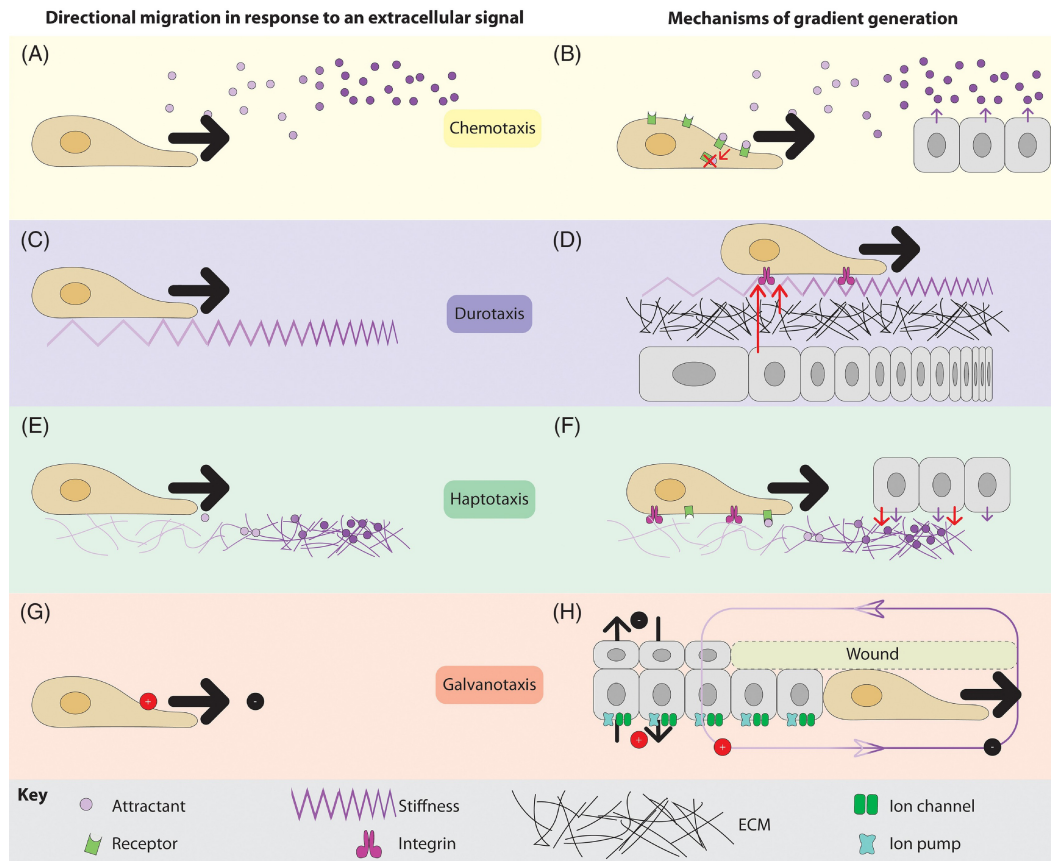 Directional migration in response to an extracellular signal
Mechanisms of gradient generation
(A)
(B)
Chemotaxis
(C)
(D)
Durotaxis
(E)
(F)
Haptotaxis
(G)
(H)
-
Wound
Galvanotaxis
+
-
+
+
-
Key
Attractant
Stiffness
ECM
Ion channel
Receptor
Integrin
Ion pump